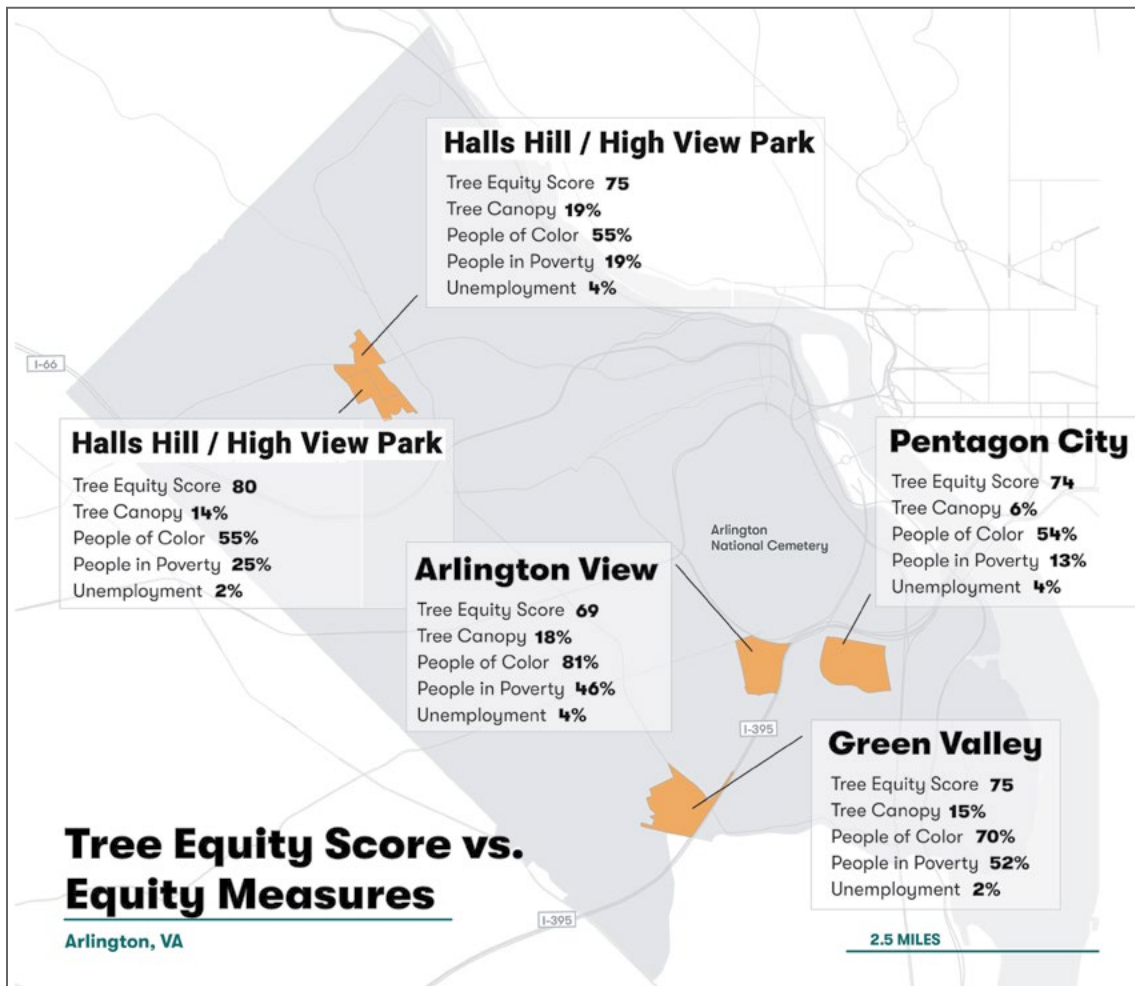 Halls Hill / High View Park
Tree Equity Score 75
Tree Canopy 19%
People of Color 55%
People in Poverty 19%
Unemployment 4%
I-66
Halls Hill / High View Park
Tree Equity Score 80
Tree Canopy 14%
People of Color 55%
People in Poverty 25%
Unemployment 2%
Pentagon City
Tree Equity Score 74
Tree Canopy 6%
People of Color 54%
People in Poverty 13%
Unemployment 4%
Arlington
National Cemetery
Arlington View
Tree Equity Score 69
Tree Canopy 18%
People of Color 81%
People in Poverty 46%
Unemployment 4%
I-395
Green Valley
Tree Equity Score 75
Tree Canopy 15%
People of Color 70%
People in Poverty 52%
Unemployment 2%
Tree Equity Score vs.
Equity Measures
Arlington, VA
I-395
2.5 MILES